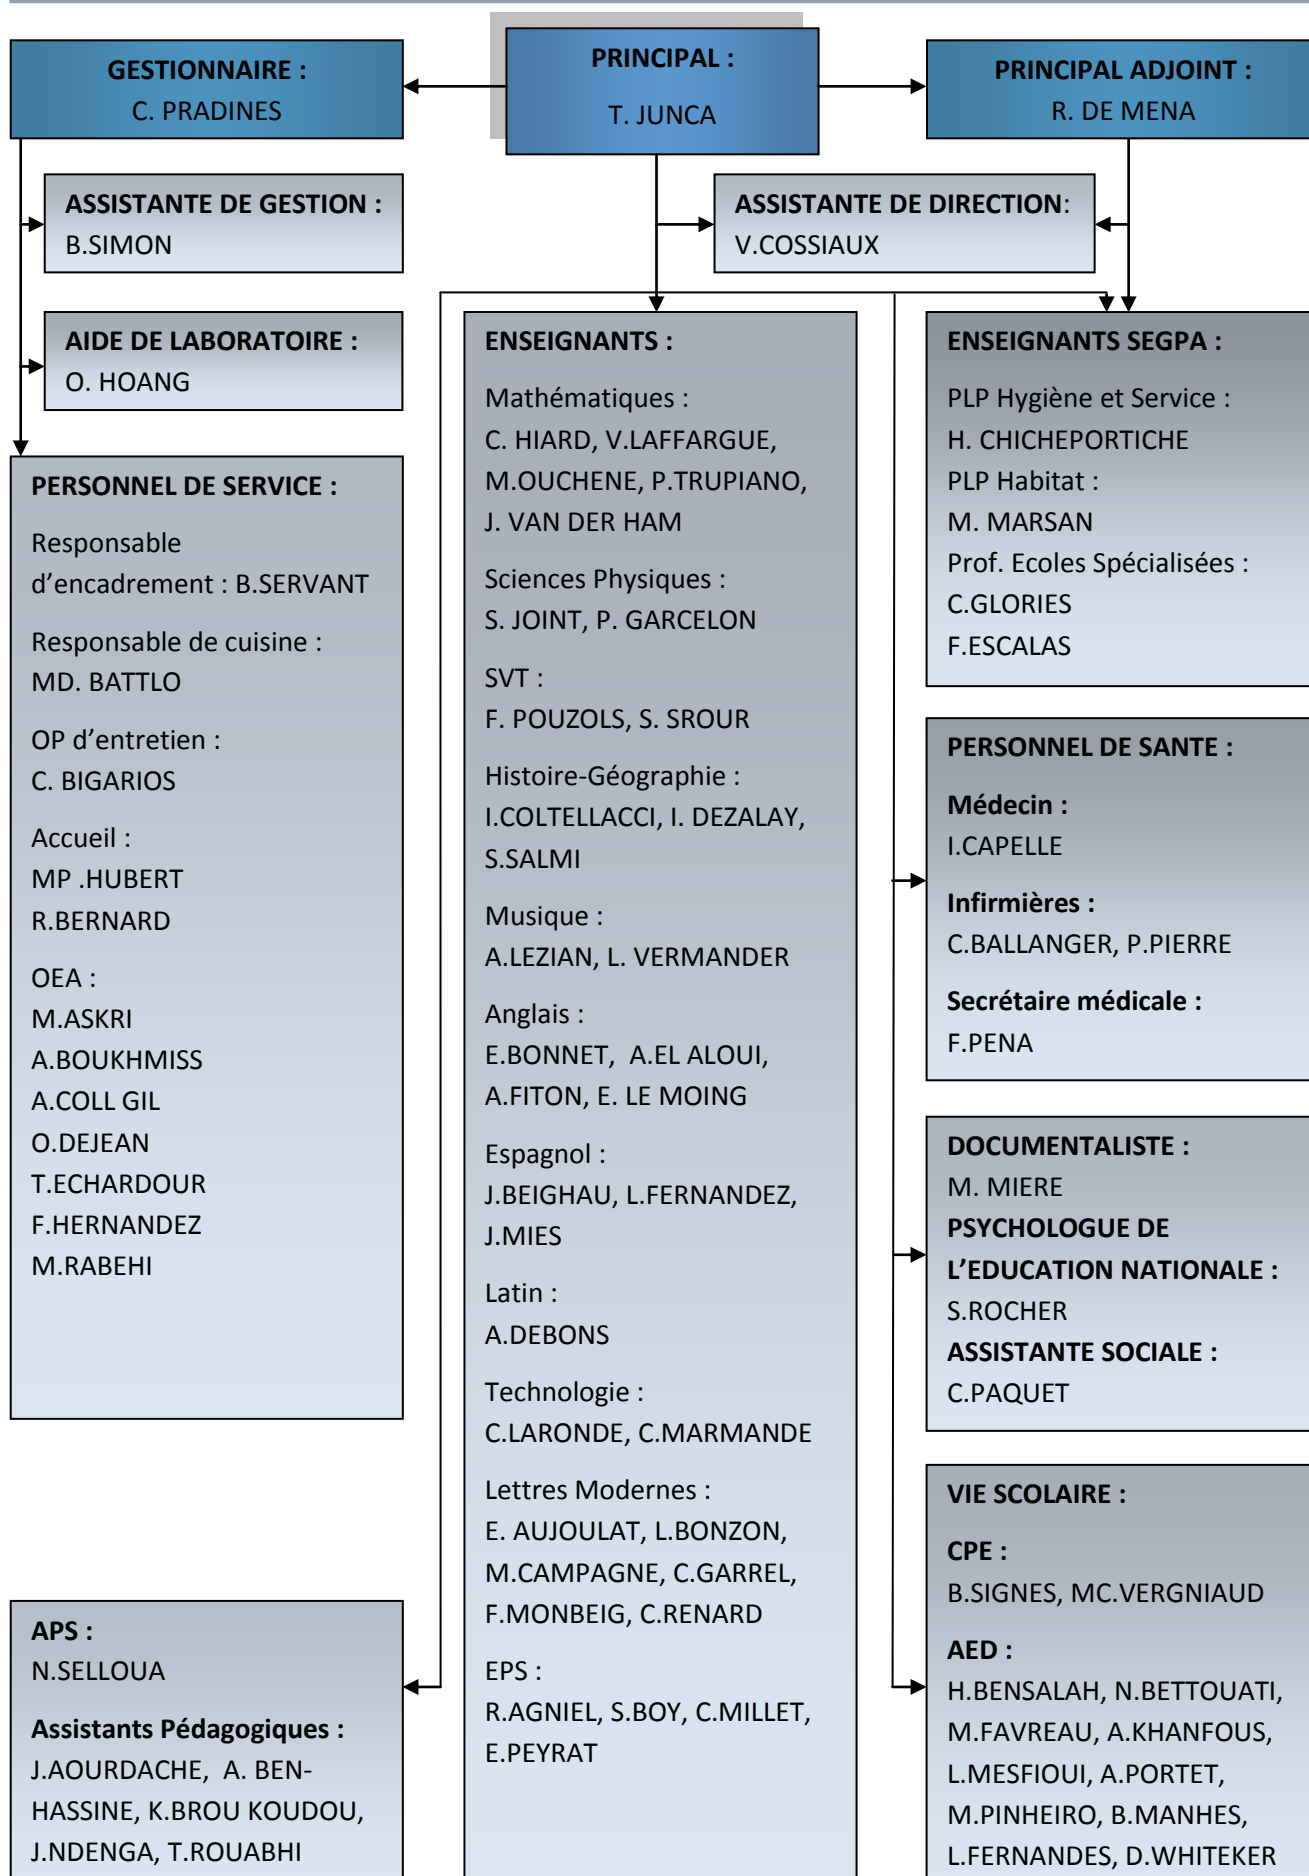 GESTIONNAIRE :
C. PRADINES
PRINCIPAL :
T. JUNCA
PRINCIPAL ADJOINT :
R. DE MENA
ASSISTANTE DE GESTION :
B.SIMON
ASSISTANTE DE DIRECTION:
V.COSSIAUX
AIDE DE LABORATOIRE :
O. HOANG
PERSONNEL DE SERVICE :
Responsable
d’encadrement : B.SERVANT
Responsable de cuisine :
MD. BATTLO
OP d’entretien :
C. BIGARIOS
Accueil :
MP .HUBERT
R.BERNARD
OEA :
M.ASKRI
A.BOUKHMISS
A.COLL GIL
O.DEJEAN
T.ECHARDOUR
F.HERNANDEZ
M.RABEHI
APS :
N.SELLOUA
Assistants Pédagogiques :
J.AOURDACHE,  A. BEN-
HASSINE, K.BROU KOUDOU,
J.NDENGA, T.ROUABHI
ENSEIGNANTS :
Mathématiques :
C. HIARD, V.LAFFARGUE,
M.OUCHENE, P.TRUPIANO,
J. VAN DER HAM
Sciences Physiques :
S. JOINT, P. GARCELON
SVT :
F. POUZOLS, S. SROUR
Histoire-Géographie :
I.COLTELLACCI, I. DEZALAY,
S.SALMI
Musique :
A.LEZIAN, L. VERMANDER
Anglais :
E.BONNET,  A.EL ALOUI,
A.FITON, E. LE MOING
Espagnol :
J.BEIGHAU, L.FERNANDEZ,
J.MIES
Latin :
A.DEBONS
Technologie :
C.LARONDE, C.MARMANDE
Lettres Modernes :
E. AUJOULAT, L.BONZON,
M.CAMPAGNE, C.GARREL,
F.MONBEIG, C.RENARD
EPS :
R.AGNIEL, S.BOY, C.MILLET,
E.PEYRAT
ENSEIGNANTS SEGPA :
PLP Hygiène et Service :
H. CHICHEPORTICHE
PLP Habitat :
M. MARSAN
Prof. Ecoles Spécialisées :
C.GLORIES
F.ESCALAS
PERSONNEL DE SANTE :
Médecin :
I.CAPELLE
Infirmières :
C.BALLANGER, P.PIERRE
Secrétaire médicale :
F.PENA
DOCUMENTALISTE :
M. MIERE
PSYCHOLOGUE DE
L’EDUCATION NATIONALE :
S.ROCHER
ASSISTANTE SOCIALE :
C.PAQUET
VIE SCOLAIRE :
CPE :
B.SIGNES, MC.VERGNIAUD
AED :
H.BENSALAH, N.BETTOUATI,
M.FAVREAU, A.KHANFOUS,
L.MESFIOUI, A.PORTET,
M.PINHEIRO, B.MANHES,
L.FERNANDES, D.WHITEKER